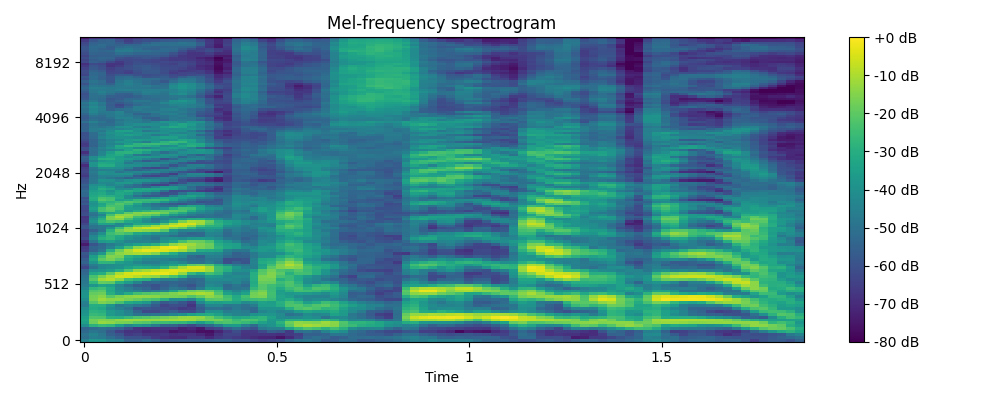 Mel-frequency spectrogram
Hz
8192
4096
2048
1024
512
0
0
0.5
1
1.5
Time
+0 dB
-10 dB
-20 dB
-30 dB
-40 dB
-50 dB
-60 dB
-70 dB
-80 dB